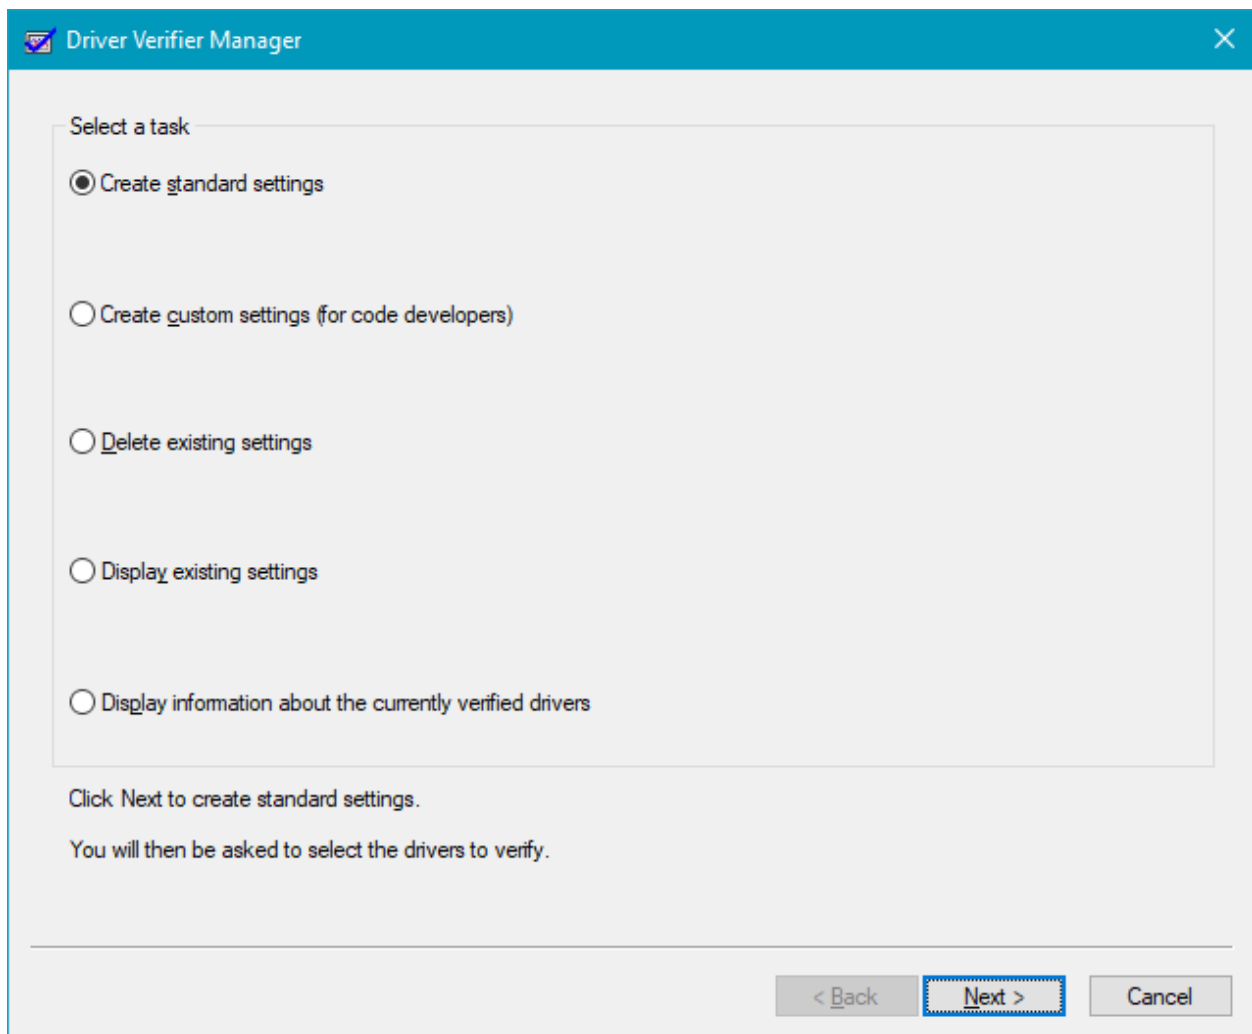 Driver Verifier Manager
Select a task
Create standard settings
Create custom settings (for code developers)
Delete existing settings
Display existing settings
Display information about the currently verified drivers
Click Next to create standard settings.
You will then be asked to select the drivers to verify.
< Back
Next >
Cancel